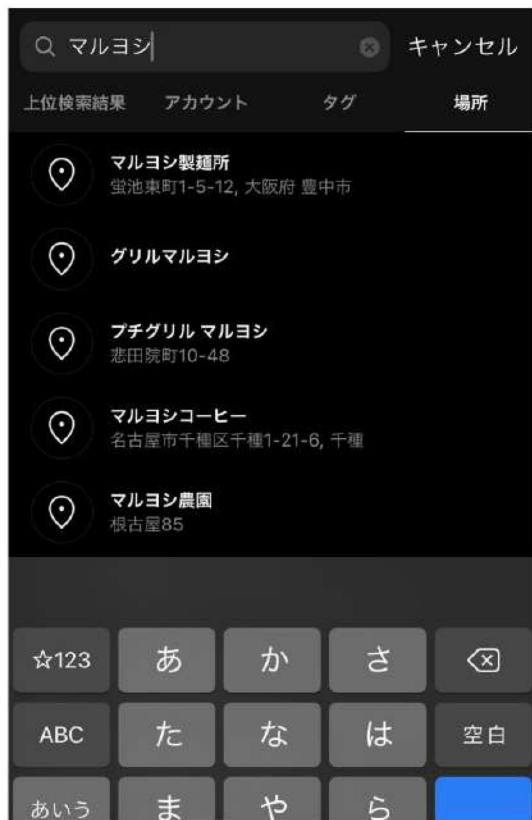 マルヨシ
キャンセル
上位検索結果 アカウント タグ 場所
マルヨシ製麺所
蛍池東町1-5-12, 大阪府 豊中市
グリルマルヨシ
プチグリル マルヨシ
悲田院町10-48
マルヨシコーヒー
名古屋市千種区千種1-21-6, 千種
マルヨシ農園
根古屋85
☆123 あ か さ
ABC た な は 空白
あいう ま や ら